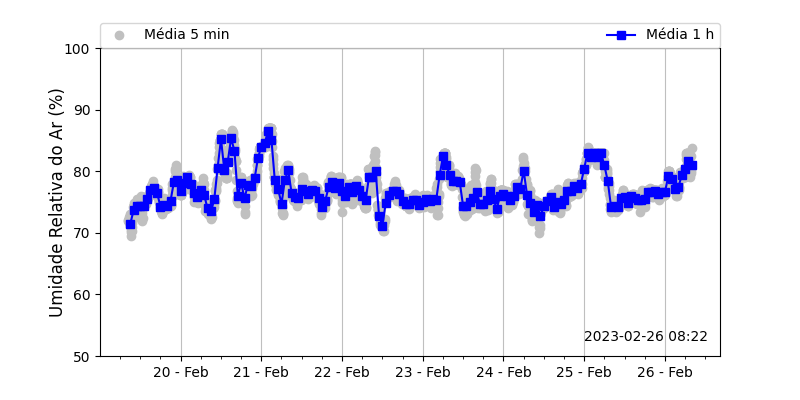 Média 5 min
Média 1 h
Umidade Relativa do Ar (%)
100
90
80
70
60
50
2023-02-26 08:22
20 - Feb
21 - Feb
22 - Feb
23 - Feb
24 - Feb
25 - Feb
26 - Feb